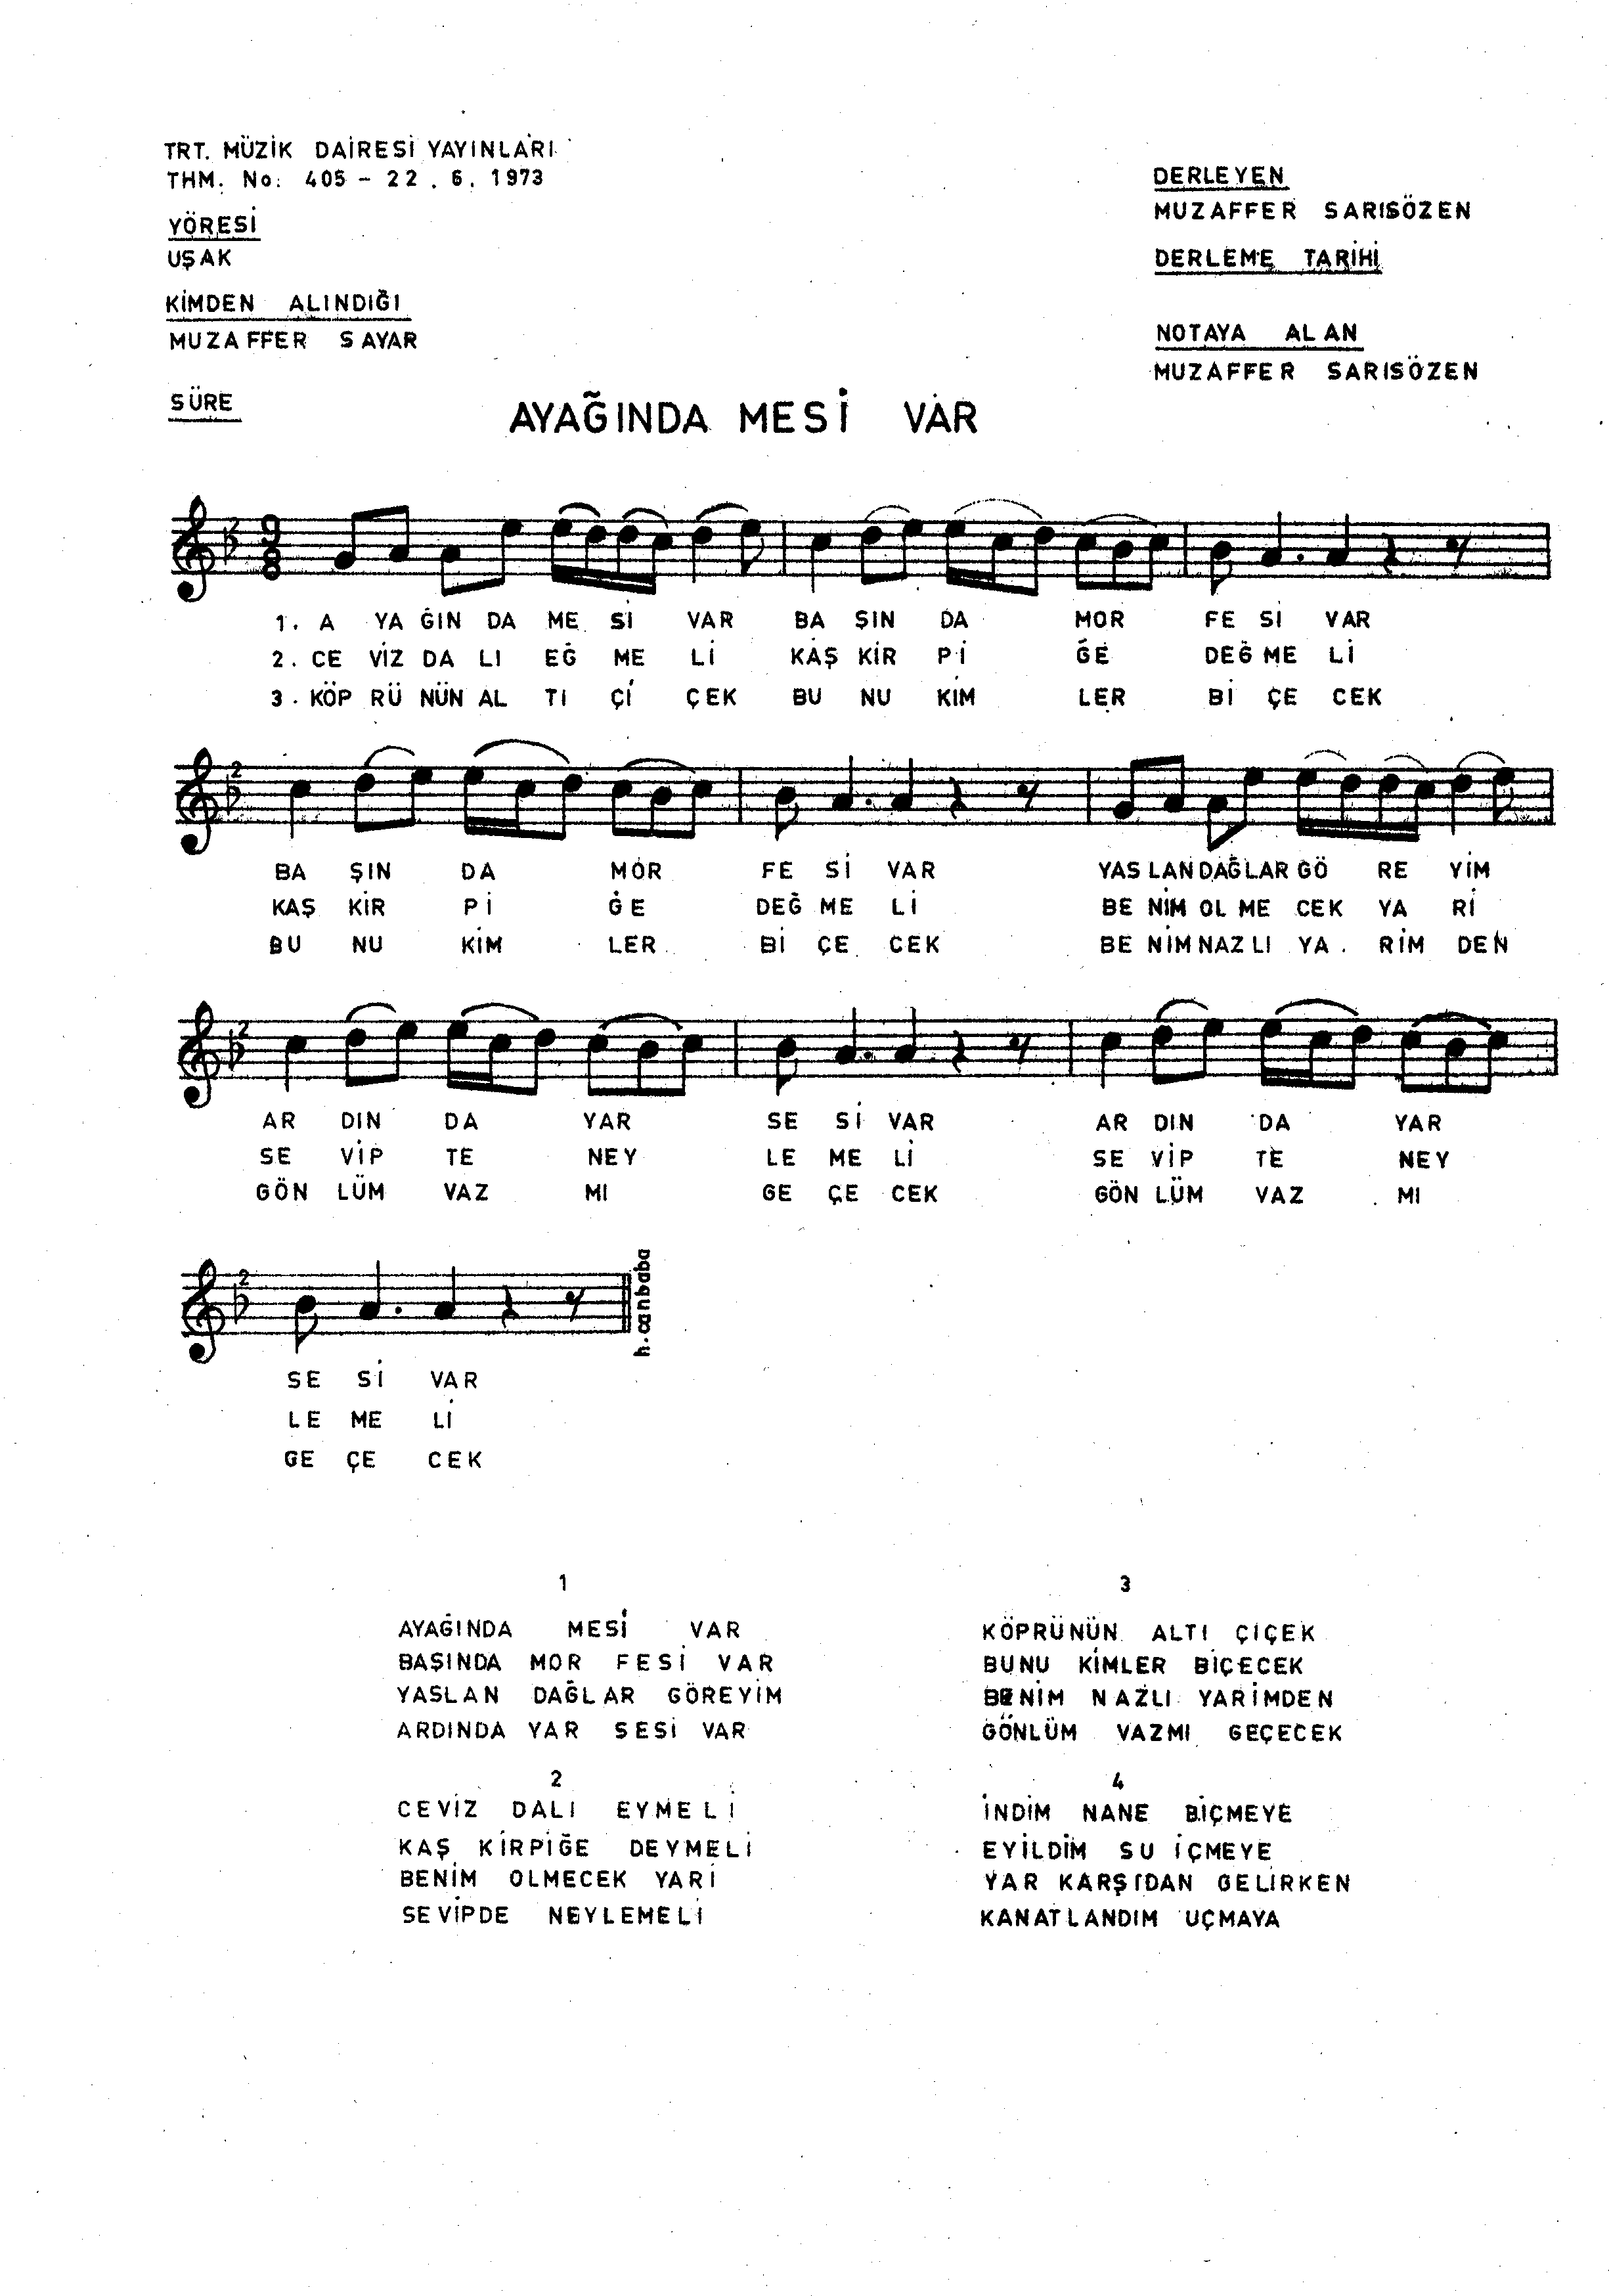 TRT. MÜZİK DAİRESİ YAYINLARI
THM. No: 405 - 22 . 6 . 1973
YÖRESİ
UŞAK
KİMDEN ALINDIĞI
MUZAFFER SAYAR
SÜRE
DERLEYEN
MUZAFFER SARISÖZEN
DERLEME TARİHİ
NOTAYA ALAN
MUZAFFER SARISÖZEN
AYAĞINDA MESİ VAR
9
8
1. A YA ĞIN DA ME Sİ VAR BA ŞIN DA MOR FE Sİ VAR
2. CE VİZ DA LI EĞ ME Lİ KAŞ KİR Pİ ĞE DEĞ ME Lİ
3. KÖP RÜ NÜN AL TI Çİ ÇEK BU NU KİM LER Bİ ÇE CEK
2
BA ŞIN DA MOR FE Sİ VAR YAS LAN DAĞ LAR GÖ RE YİM
KAŞ KİR Pİ ĞE DEĞ ME Lİ BE NİM OL ME CEK YA Rİ
BU NU KİM LER Bİ ÇE CEK BE NİM NAZ LI YA . RİM DEN
2
AR DIN DA YAR SE Sİ VAR AR DIN DA YAR
SE VİP TE NEY LE ME Lİ SE VİP TE NEY
GÖN LÜM VAZ MI GE ÇE CEK GÖN LÜM VAZ MI
2
h. canbaba
SE Sİ VAR
LE ME Lİ
GE ÇE CEK
1
AYAĞINDA MESİ VAR
BAŞINDA MOR FESİ VAR
YASLAN DAĞLAR GÖREYİM
ARDINDA YAR SESİ VAR
2
CEVİZ DALI EYMELİ
KAŞ KİRPİĞE DEYMELİ
BENİM OLMECEK YARİ
SEVİPDE NEYLEMELİ
3
KÖPRÜNÜN ALTI ÇİÇEK
BUNU KİMLER BİÇECEK
BENİM NAZLI YARİMDEN
GÖNLÜM VAZMI GEÇECEK
4
İNDİM NANE BİÇMEYE
EYİLDİM SU İÇMEYE
YAR KARŞIDAN GELİRKEN
KANATLANDIM UÇMAYA